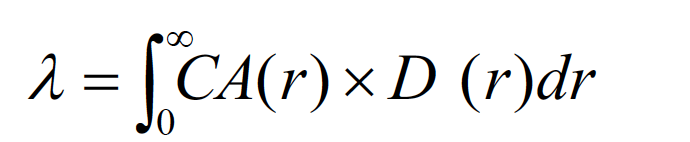 λ = ∫₀^∞ CA(r) × D (r)dr